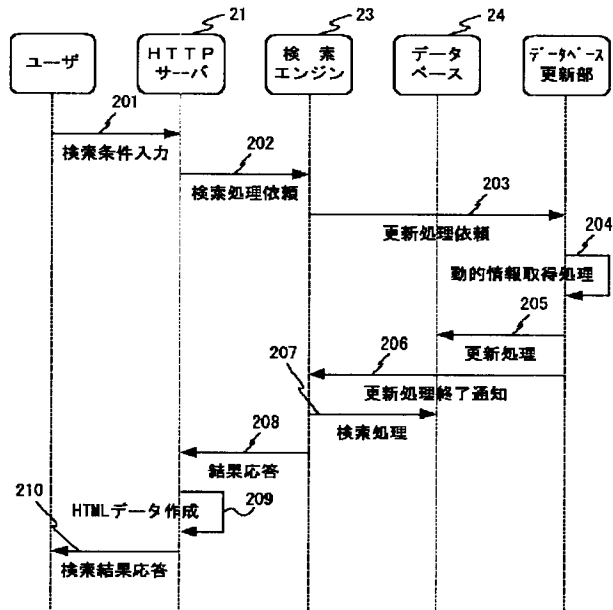 21
23
24
ユーザ
HTTP
サーバ
検 索
エンジン
データ
ベース
データベース
更新部
201
検索条件入力
202
検索処理依頼
203
更新処理依頼
204
動的情報取得処理
205
更新処理
206
更新処理終了通知
207
検索処理
208
結果応答
209
HTMLデータ作成
210
検索結果応答